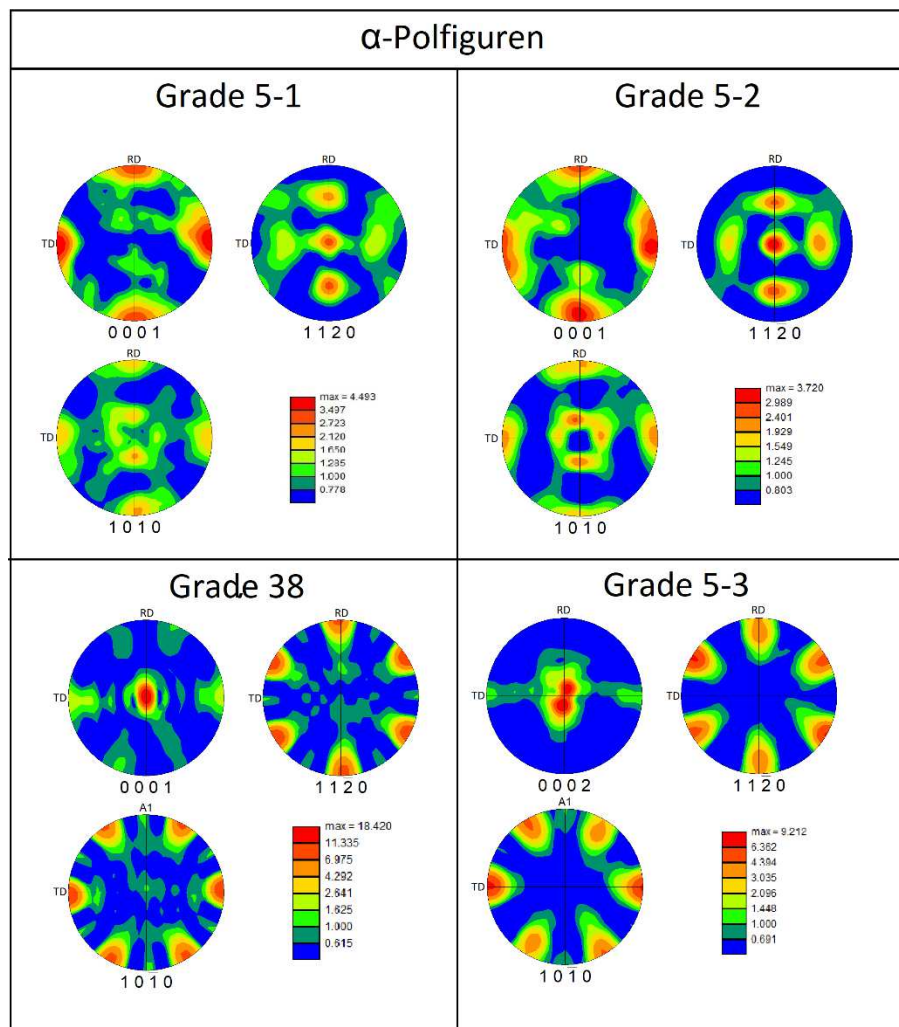 α-Polfiguren
Grade 5-1
RD
RD
TD
TD
0 0 0 1
1 1 2 0
RD
TD
1 0 1̅ 0
max = 4.493
3.497
2.723
2.120
1.650
1.285
1.000
0.778
Grade 5-2
RD
RD
TD
TD
0 0 0 1
1 1 2 0
RD
TD
1 0 1̅ 0
max = 3.720
2.989
2.401
1.929
1.549
1.245
1.000
0.803
Grade 38
RD
RD
TD
TD
0 0 0 1
1 1 2̅ 0
A1
TD
1 0 1̅ 0
max = 18.420
11.335
6.975
4.292
2.641
1.625
1.000
0.615
Grade 5-3
RD
RD
TD
TD
0 0 0 2
1 1 2̅ 0
A1
TD
1 0 1̅ 0
max = 9.212
6.362
4.394
3.035
2.096
1.448
1.000
0.691